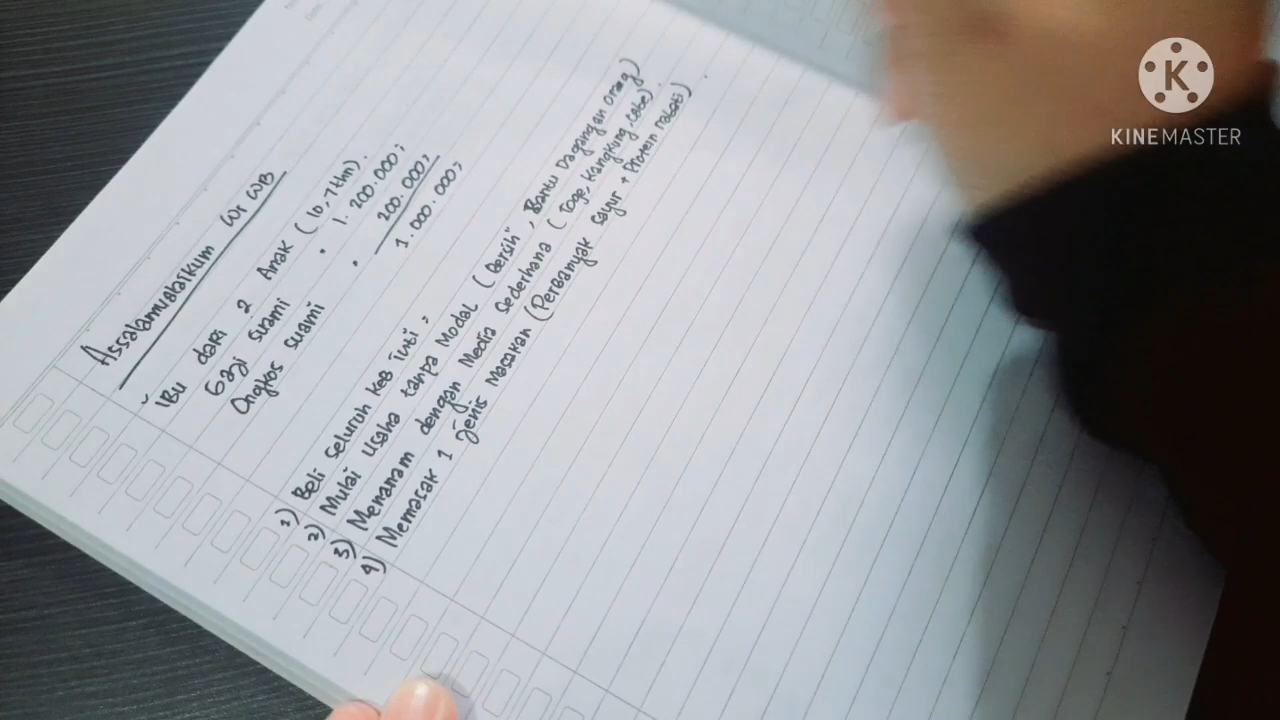 Assalammualaikum Wr WB
IBU dari 2 Anak (10, 7 thn).
Gaji suami : 1.200.000;
Ongkos suami : 200.000;
1.000.000;
1) Beli seluruh keb inti;
2) Mulai usaha tanpa Modal (Bersih", Bantu Dagangan orang)
3) Menanam dengan Media sederhana (Toge, Kangkung, cabe).
4) Memasak 1 Jenis Masakan (Perbanyak sayur + Protein nabati)
KINEMASTER